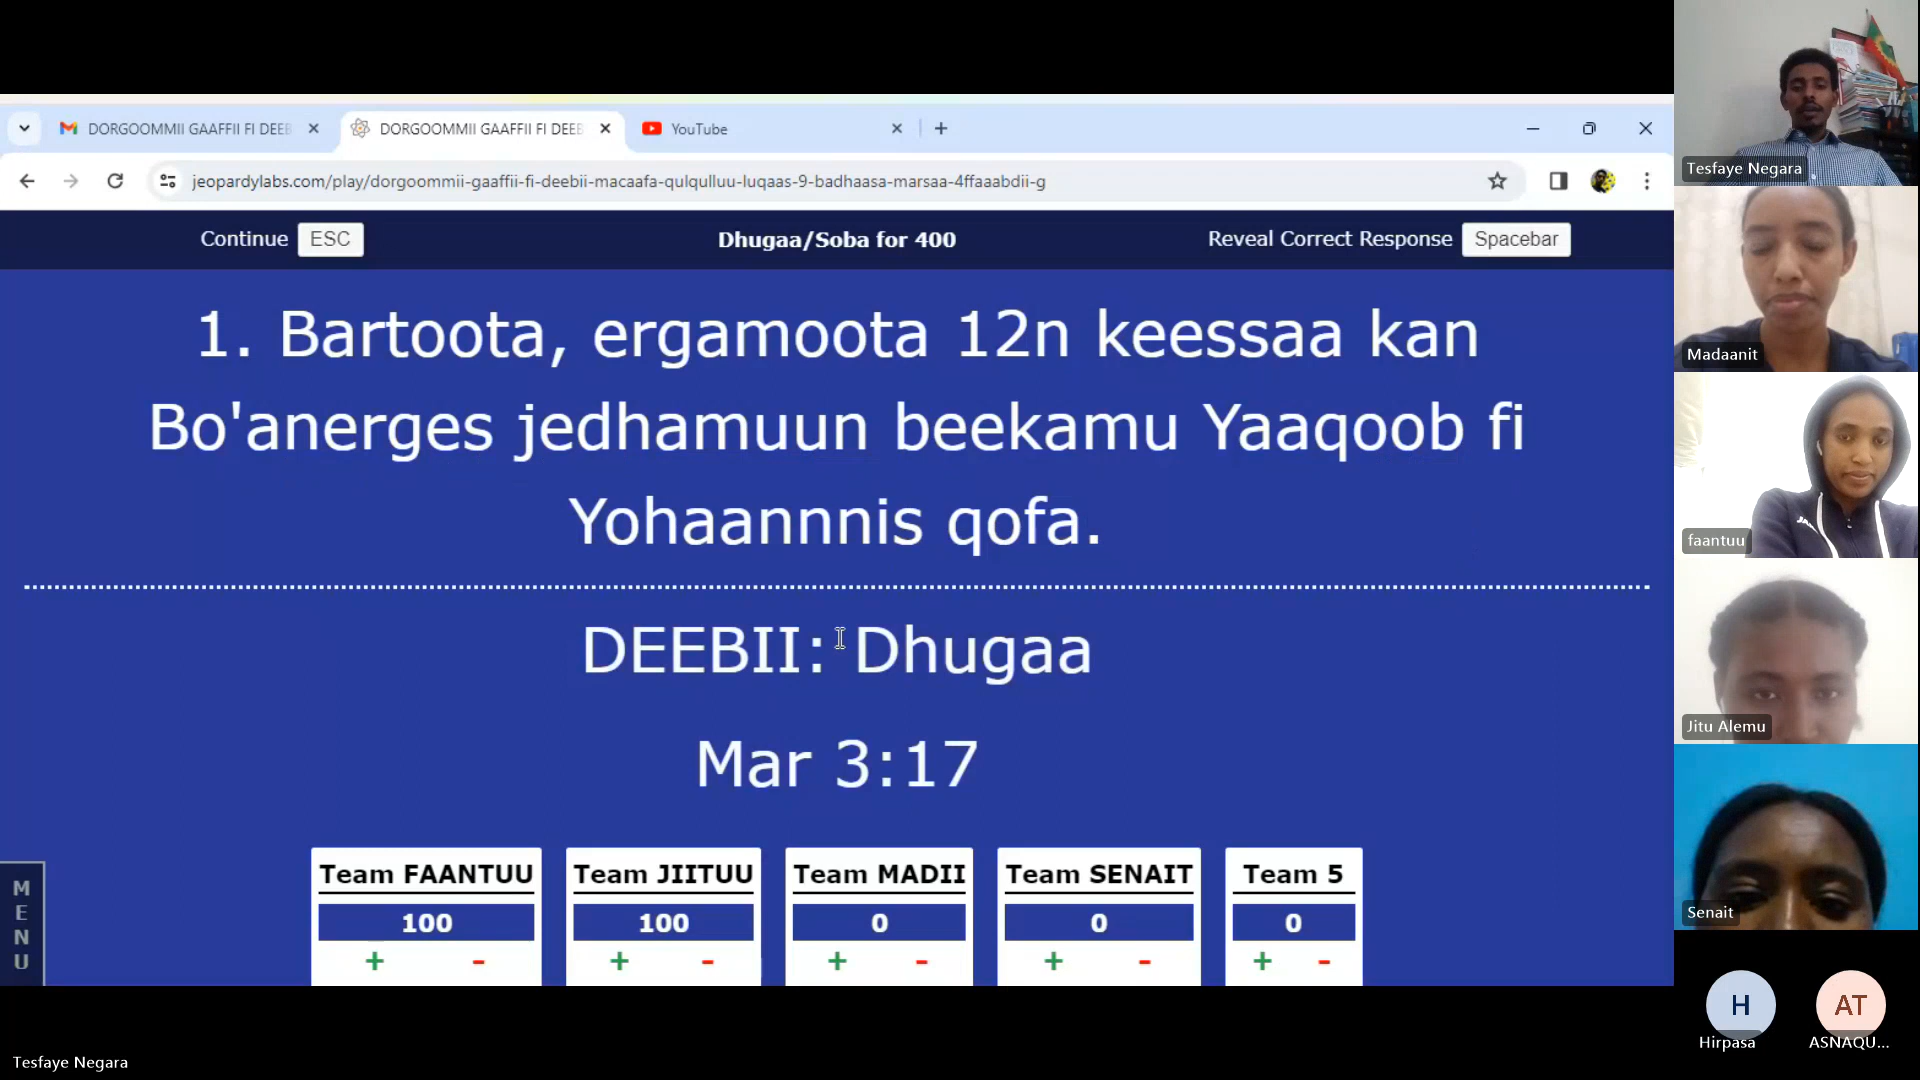 DORGOOMMII GAAFFII FI DEEB
DORGOOMMII GAAFFII FI DEEB
YouTube
jeopardylabs.com/play/dorgoommii-gaaffii-fi-deebii-macaafa-qulqulluu-luqaas-9-badhaasa-marsaa-4ffaaabdii-g
Continue ESC
Dhugaa/Soba for 400
Reveal Correct Response Spacebar
1. Bartoota, ergamoota 12n keessaa kan
Bo'anerges jedhamuun beekamu Yaaqoob fi
Yohaannnis qofa.
DEEBII: Dhugaa
Mar 3:17
MENU
Team FAANTUU
100
+ -
Team JIITUU
100
+ -
Team MADII
0
+ -
Team SENAIT
0
+ -
Team 5
0
+ -
Tesfaye Negara
Madaanit
faantuu
Jitu Alemu
Senait
H
Hirpasa
AT
ASNAQU...
Tesfaye Negara